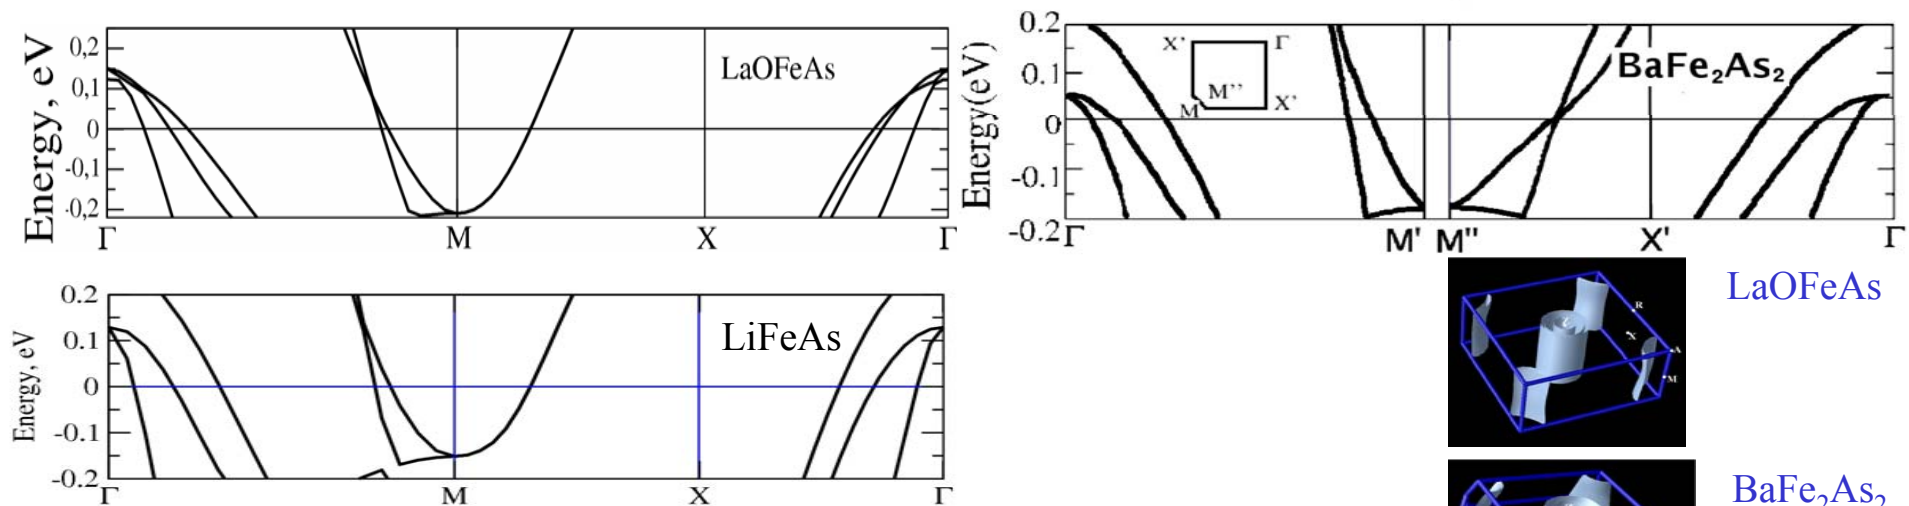 Energy, eV
0,2
0,1
0
-0,1
-0,2
LaOFeAs
Γ M X Γ
Energy(eV)
0.2
0.1
0
-0.1
-0.2
X' Γ
M''
M' X'
BaFe₂As₂
Γ M' M'' X' Γ
Energy, eV
0.2
0.1
0
-0.1
-0.2
LiFeAs
Γ M X Γ
LaOFeAs
R
X
A
M
BaFe₂As₂